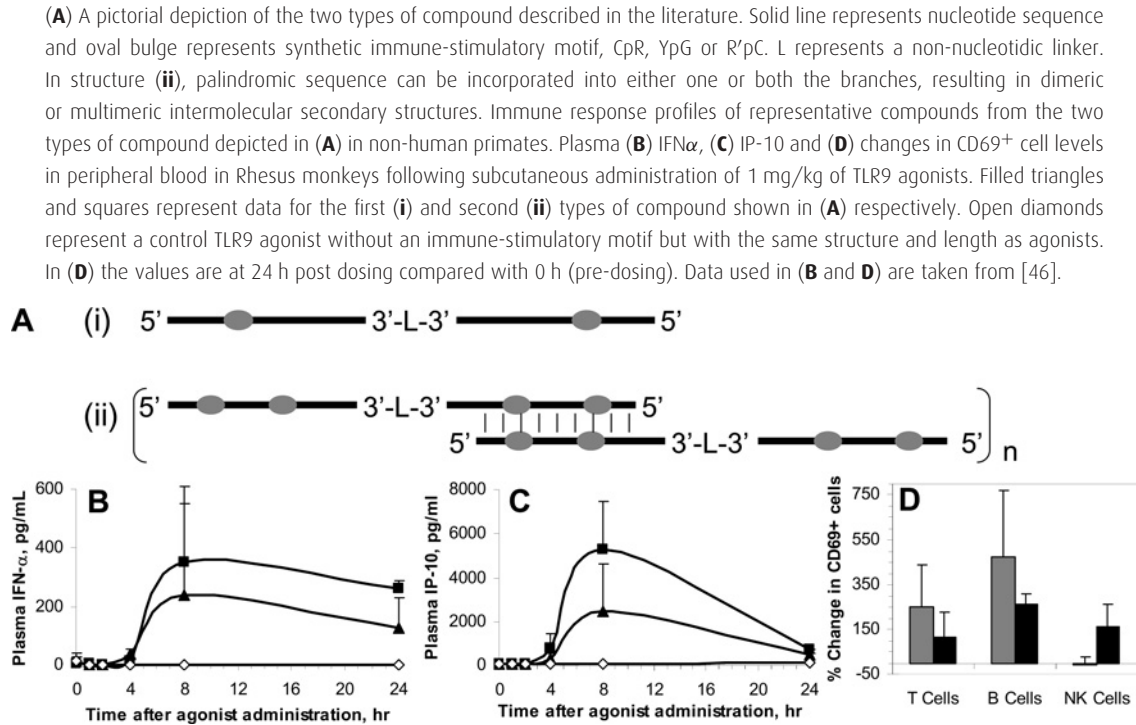 (A) A pictorial depiction of the two types of compound described in the literature. Solid line represents nucleotide sequence
and oval bulge represents synthetic immune-stimulatory motif, CpR, YpG or R′pC. L represents a non-nucleotidic linker.
In structure (ii), palindromic sequence can be incorporated into either one or both the branches, resulting in dimeric
or multimeric intermolecular secondary structures. Immune response profiles of representative compounds from the two
types of compound depicted in (A) in non-human primates. Plasma (B) IFNα, (C) IP-10 and (D) changes in CD69+ cell levels
in peripheral blood in Rhesus monkeys following subcutaneous administration of 1 mg/kg of TLR9 agonists. Filled triangles
and squares represent data for the first (i) and second (ii) types of compound shown in (A) respectively. Open diamonds
represent a control TLR9 agonist without an immune-stimulatory motif but with the same structure and length as agonists.
In (D) the values are at 24 h post dosing compared with 0 h (pre-dosing). Data used in (B and D) are taken from [46].
A (i) 5' 3'-L-3' 5'
(ii) 5' 3'-L-3' 5'
5' 3'-L-3' 5' n
B
Plasma IFN-α, pg/mL
600
400
200
0
0 4 8 12 16 20 24
Time after agonist administration, hr
C
Plasma IP-10, pg/ml
8000
6000
4000
2000
0
0 4 8 12 16 20 24
Time after agonist administration, hr
D
% Change in CD69+ cells
750
550
350
150
-50
T Cells B Cells NK Cells